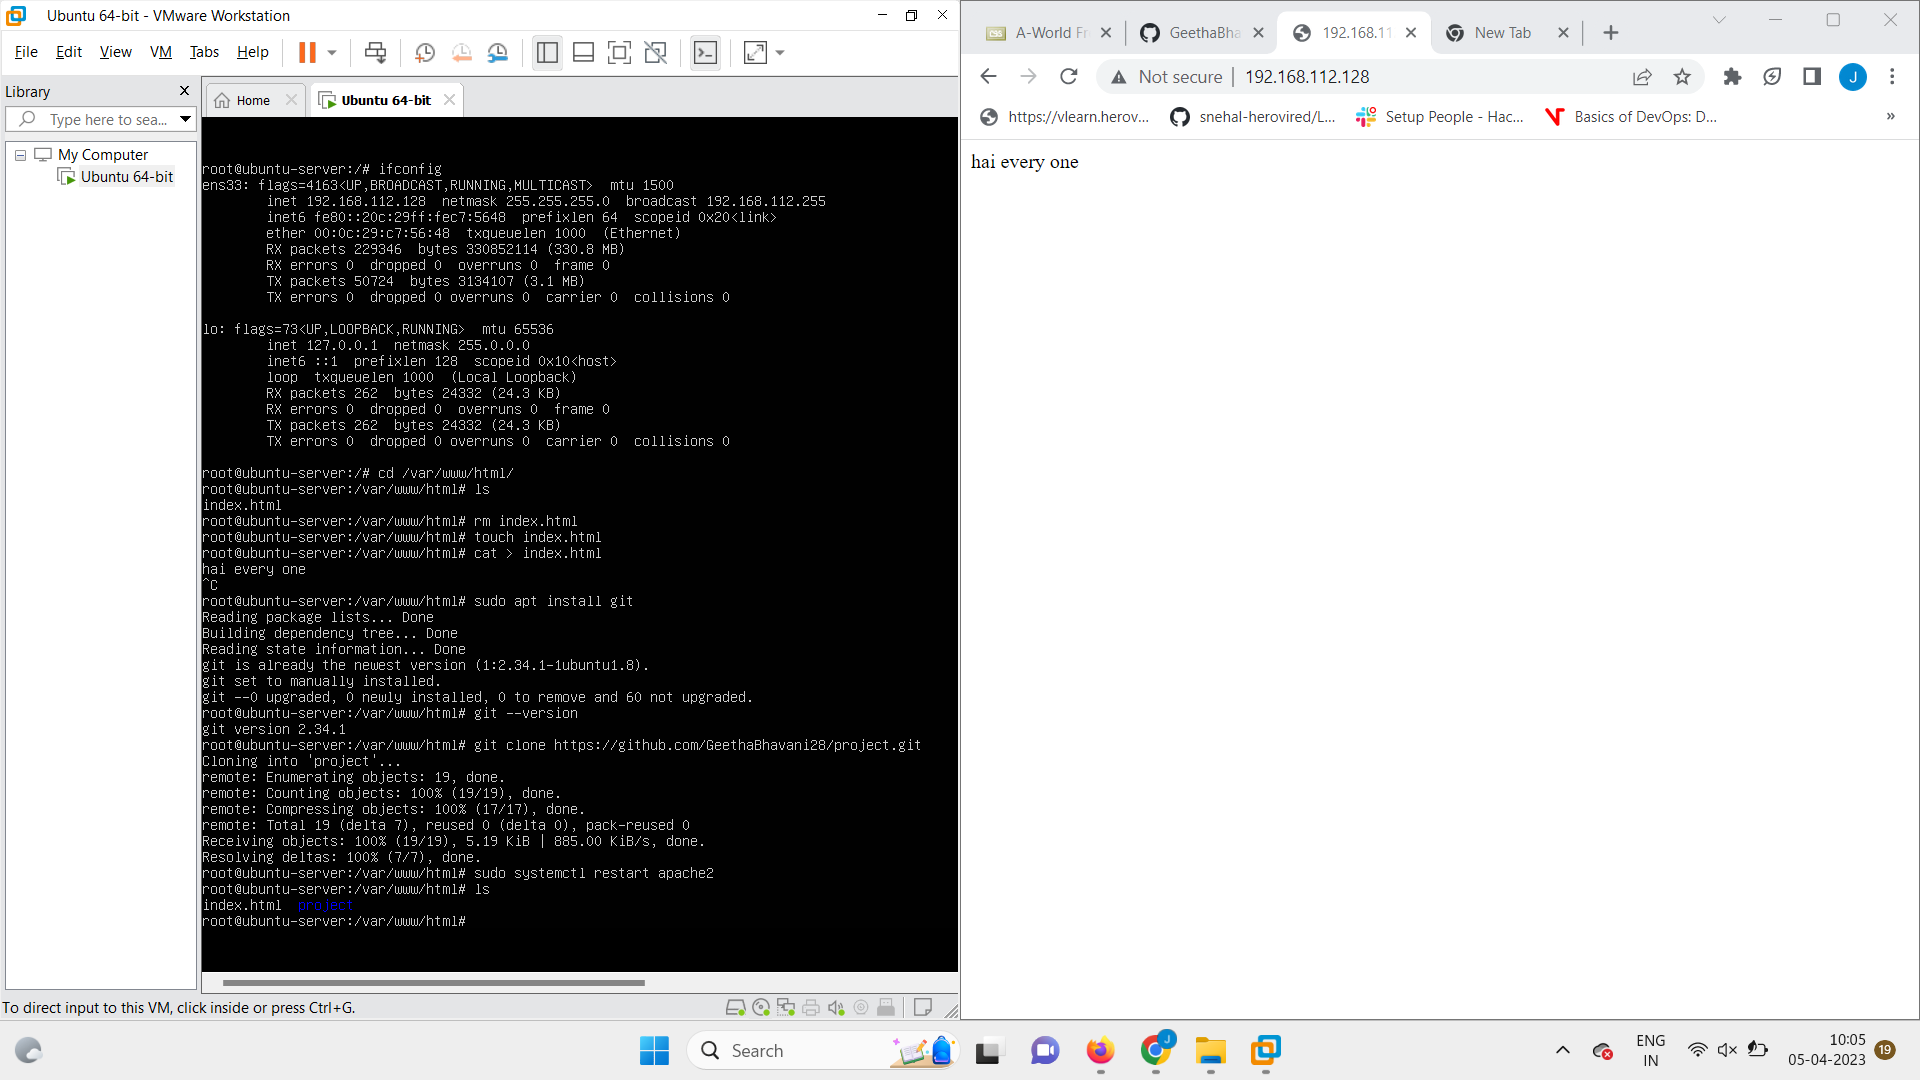 Ubuntu 64-bit - VMware Workstation
File Edit View VM Tabs Help
Library
Type here to sea...
My Computer
Ubuntu 64-bit
Home
Ubuntu 64-bit
root@ubuntu-server:/# ifconfig
ens33: flags=4163<UP,BROADCAST,RUNNING,MULTICAST>  mtu 1500
inet 192.168.112.128  netmask 255.255.255.0  broadcast 192.168.112.255
inet6 fe80::20c:29ff:fec7:5648  prefixlen 64  scopeid 0x20<link>
ether 00:0c:29:c7:56:48  txqueuelen 1000  (Ethernet)
RX packets 229346  bytes 330852114 (330.8 MB)
RX errors 0  dropped 0  overruns 0  frame 0
TX packets 50724  bytes 3134107 (3.1 MB)
TX errors 0  dropped 0 overruns 0  carrier 0  collisions 0
lo: flags=73<UP,LOOPBACK,RUNNING>  mtu 65536
inet 127.0.0.1  netmask 255.0.0.0
inet6 ::1  prefixlen 128  scopeid 0x10<host>
loop  txqueuelen 1000  (Local Loopback)
RX packets 262  bytes 24332 (24.3 KB)
RX errors 0  dropped 0  overruns 0  frame 0
TX packets 262  bytes 24332 (24.3 KB)
TX errors 0  dropped 0 overruns 0  carrier 0  collisions 0
root@ubuntu-server:/# cd /var/www/html/
root@ubuntu-server:/var/www/html# ls
index.html
root@ubuntu-server:/var/www/html# rm index.html
root@ubuntu-server:/var/www/html# touch index.html
root@ubuntu-server:/var/www/html# cat > index.html
hai every one
^C
root@ubuntu-server:/var/www/html# sudo apt install git
Reading package lists... Done
Building dependency tree... Done
Reading state information... Done
git is already the newest version (1:2.34.1-1ubuntu1.8).
git set to manually installed.
git --0 upgraded, 0 newly installed, 0 to remove and 60 not upgraded.
root@ubuntu-server:/var/www/html# git --version
git version 2.34.1
root@ubuntu-server:/var/www/html# git clone https://github.com/GeethaBhavani28/project.git
Cloning into 'project'...
remote: Enumerating objects: 19, done.
remote: Counting objects: 100% (19/19), done.
remote: Compressing objects: 100% (17/17), done.
remote: Total 19 (delta 7), reused 0 (delta 0), pack-reused 0
Receiving objects: 100% (19/19), 5.19 KiB | 885.00 KiB/s, done.
Resolving deltas: 100% (7/7), done.
root@ubuntu-server:/var/www/html# sudo systemctl restart apache2
root@ubuntu-server:/var/www/html# ls
index.html  project
root@ubuntu-server:/var/www/html#
To direct input to this VM, click inside or press Ctrl+G.
A-World Fr
GeethaBha
192.168.11
New Tab
Not secure | 192.168.112.128
J
https://vlearn.herov...
snehal-herovired/L...
Setup People - Hac...
Basics of DevOps: D...
»
hai every one
Search
J
ENG
IN
10:05
05-04-2023
19